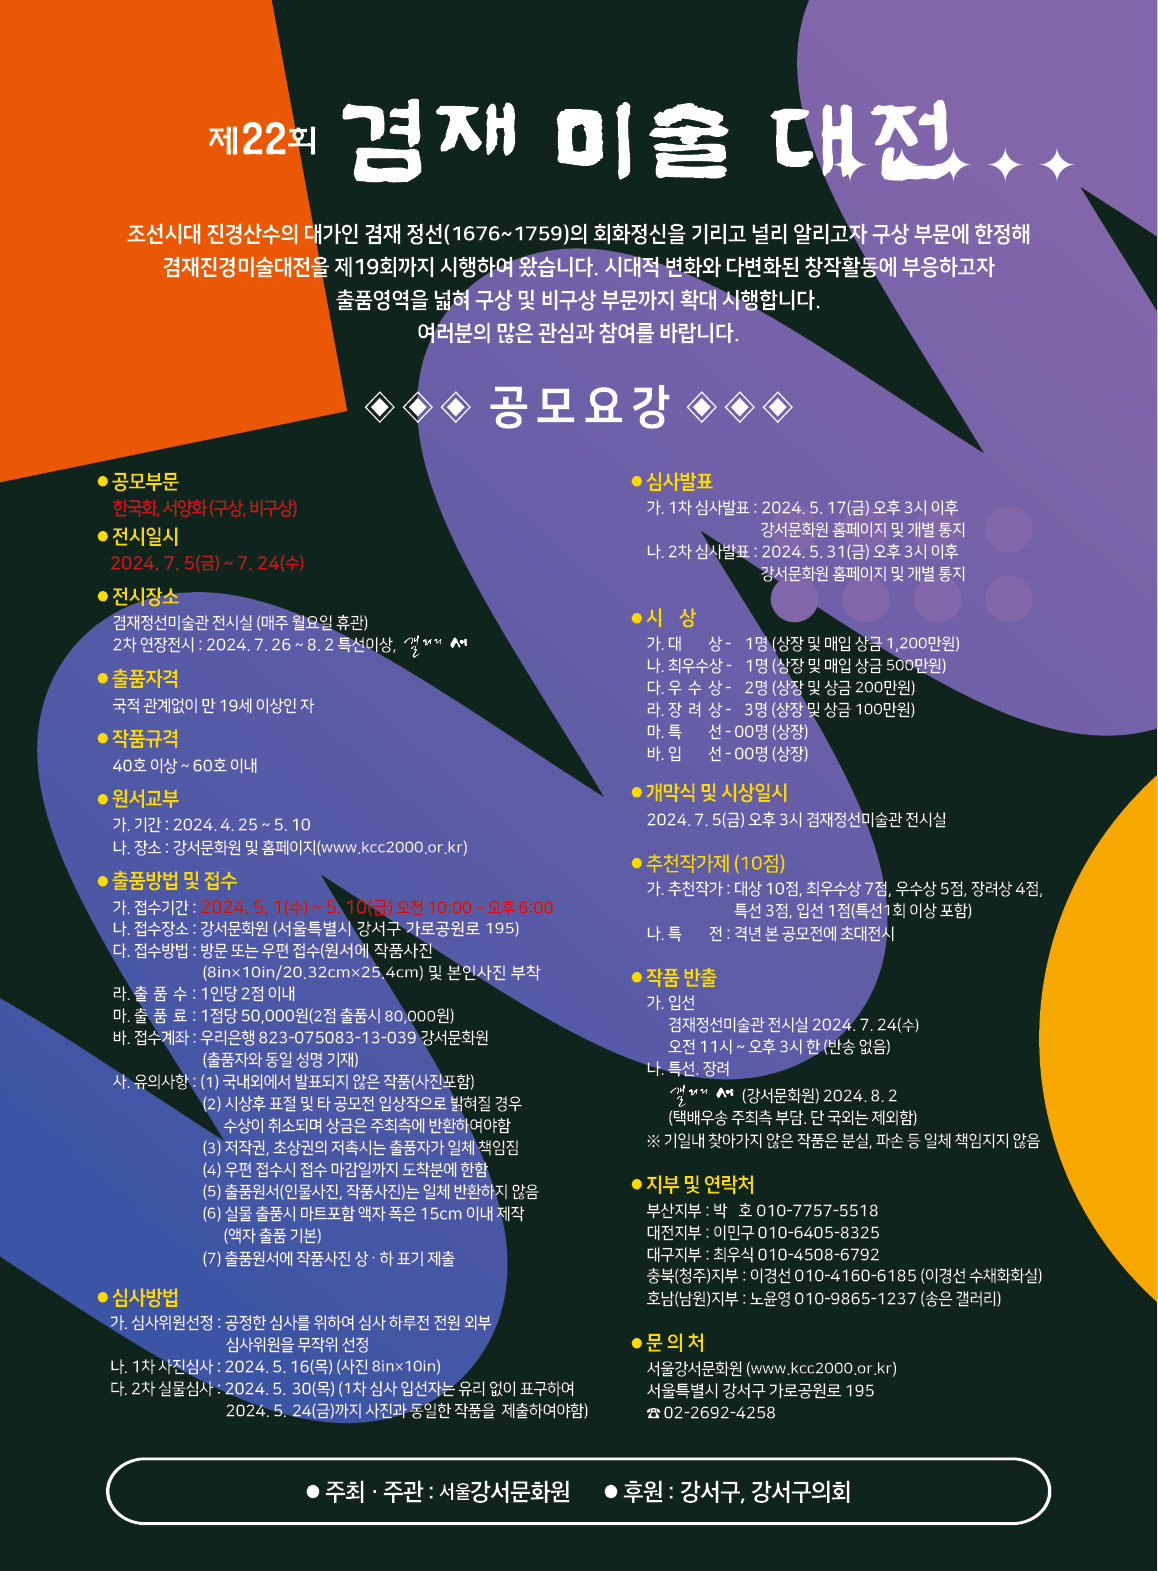 제22회 겸재 미술 대전
조선시대 진경산수의 대가인 겸재 정선(1676~1759)의 회화정신을 기리고 널리 알리고자 구상 부문에 한정해
겸재진경미술대전을 제19회까지 시행하여 왔습니다. 시대적 변화와 다변화된 창작활동에 부응하고자
출품영역을 넓혀 구상 및 비구상 부문까지 확대 시행합니다.
여러분의 많은 관심과 참여를 바랍니다.
공모요강
● 공모부문
한국화, 서양화 (구상, 비구상)
● 전시일시
2024. 7. 5(금) ~ 7. 24(수)
● 전시장소
겸재정선미술관 전시실 (매주 월요일 휴관)
2차 연장전시 : 2024. 7. 26 ~ 8. 2 특선이상, 갤러리 서
● 출품자격
국적 관계없이 만 19세 이상인 자
● 작품규격
40호 이상 ~ 60호 이내
● 원서교부
가. 기간 : 2024. 4. 25 ~ 5. 10
나. 장소 : 강서문화원 및 홈페이지(www.kcc2000.or.kr)
● 출품방법 및 접수
가. 접수기간 : 2024. 5. 1(수) ~ 5. 10(금) 오전 10:00 ~ 오후 6:00
나. 접수장소 : 강서문화원 (서울특별시 강서구 가로공원로 195)
다. 접수방법 : 방문 또는 우편 접수(원서에 작품사진
(8in×10in/20.32cm×25.4cm) 및 본인사진 부착
라. 출 품 수 : 1인당 2점 이내
마. 출 품 료 : 1점당 50,000원(2점 출품시 80,000원)
바. 접수계좌 : 우리은행 823-075083-13-039 강서문화원
(출품자와 동일 성명 기재)
사. 유의사항 : (1) 국내외에서 발표되지 않은 작품(사진포함)
(2) 시상후 표절 및 타 공모전 입상작으로 밝혀질 경우
수상이 취소되며 상금은 주최측에 반환하여야함
(3) 저작권, 초상권의 저촉시는 출품자가 일체 책임짐
(4) 우편 접수시 접수 마감일까지 도착분에 한함
(5) 출품원서(인물사진, 작품사진)는 일체 반환하지 않음
(6) 실물 출품시 마트포함 액자 폭은 15cm 이내 제작
(액자 출품 기본)
(7) 출품원서에 작품사진 상 · 하 표기 제출
● 심사방법
가. 심사위원선정 : 공정한 심사를 위하여 심사 하루전 전원 외부
심사위원을 무작위 선정
나. 1차 사진심사 : 2024. 5. 16(목) (사진 8in×10in)
다. 2차 실물심사 : 2024. 5. 30(목) (1차 심사 입선자는 유리 없이 표구하여
2024. 5. 24(금)까지 사진과 동일한 작품을 제출하여야함)
● 심사발표
가. 1차 심사발표 : 2024. 5. 17(금) 오후 3시 이후
강서문화원 홈페이지 및 개별 통지
나. 2차 심사발표 : 2024. 5. 31(금) 오후 3시 이후
강서문화원 홈페이지 및 개별 통지
● 시 상
가. 대 상 - 1명 (상장 및 매입 상금 1,200만원)
나. 최우수상 - 1명 (상장 및 매입 상금 500만원)
다. 우 수 상 - 2명 (상장 및 상금 200만원)
라. 장 려 상 - 3명 (상장 및 상금 100만원)
마. 특 선 - 00명 (상장)
바. 입 선 - 00명 (상장)
● 개막식 및 시상일시
2024. 7. 5(금) 오후 3시 겸재정선미술관 전시실
● 추천작가제 (10점)
가. 추천작가 : 대상 10점, 최우수상 7점, 우수상 5점, 장려상 4점,
특선 3점, 입선 1점(특선1회 이상 포함)
나. 특 전 : 격년 본 공모전에 초대전시
● 작품 반출
가. 입선
겸재정선미술관 전시실 2024. 7. 24(수)
오전 11시 ~ 오후 3시 한 (반송 없음)
나. 특선. 장려
갤러리 서 (강서문화원) 2024. 8. 2
(택배우송 주최측 부담. 단 국외는 제외함)
※ 기일내 찾아가지 않은 작품은 분실, 파손 등 일체 책임지지 않음
● 지부 및 연락처
부산지부 : 박 호 010-7757-5518
대전지부 : 이민구 010-6405-8325
대구지부 : 최우식 010-4508-6792
충북(청주)지부 : 이경선 010-4160-6185 (이경선 수채화화실)
호남(남원)지부 : 노윤영 010-9865-1237 (송은 갤러리)
● 문 의 처
서울강서문화원 (www.kcc2000.or.kr)
서울특별시 강서구 가로공원로 195
☎ 02-2692-4258
● 주최 · 주관 : 서울강서문화원 ● 후원 : 강서구, 강서구의회